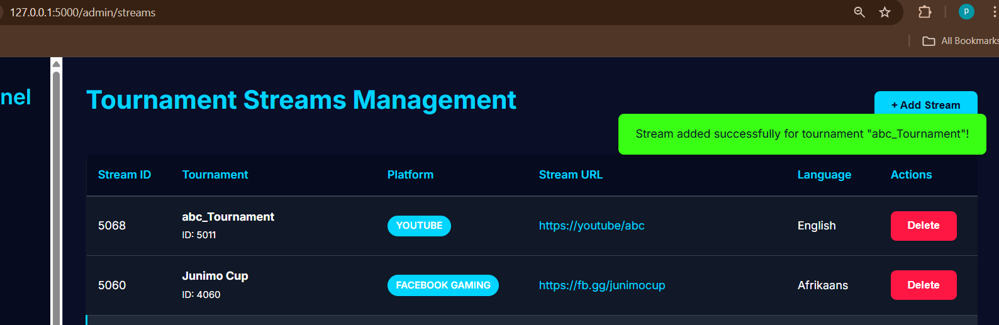 127.0.0.1:5000/admin/streams
P
All Bookmarks
nel
Tournament Streams Management
+ Add Stream
Stream added successfully for tournament "abc_Tournament"!
Stream ID Tournament Platform Stream URL Language Actions
5068 abc_Tournament YOUTUBE https://youtube/abc English Delete
ID: 5011
5060 Junimo Cup FACEBOOK GAMING https://fb.gg/junimocup Afrikaans Delete
ID: 4060